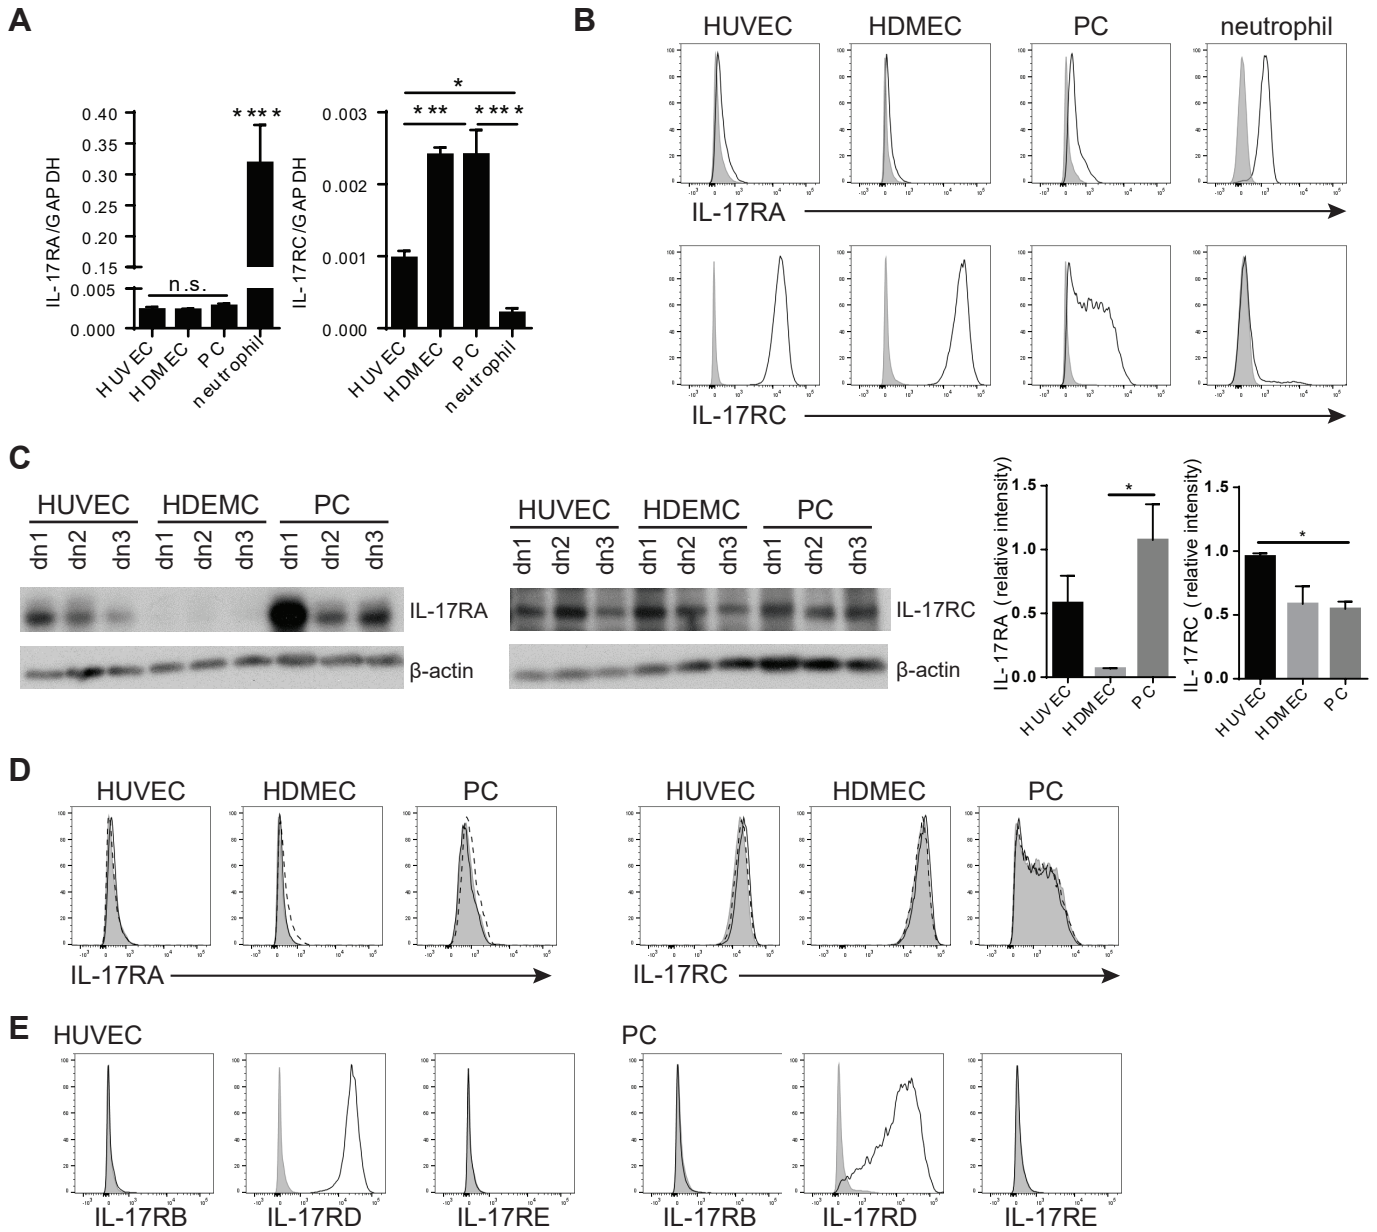 A
IL-17RA/GAPDH
0.40
0.35
0.30
0.25
0.20
0.15
0.005
0.000
****
n.s.
HUVEC
HDMEC
PC
neutrophil
IL-17RC/GAPDH
0.003
0.002
0.001
0.000
*
***
****
HUVEC
HDMEC
PC
neutrophil
B
HUVEC HDMEC PC neutrophil
IL-17RA
IL-17RC
C
HUVEC HDEMC PC
dn1 dn2 dn3 dn1 dn2 dn3 dn1 dn2 dn3
IL-17RA
β-actin
HUVEC HDEMC PC
dn1 dn2 dn3 dn1 dn2 dn3 dn1 dn2 dn3
IL-17RC
β-actin
IL-17RA (relative intensity)
1.5
1.0
0.5
0.0
*
HUVEC
HDMEC
PC
IL-17RC (relative intensity)
1.5
1.0
0.5
0.0
*
HUVEC
HDMEC
PC
D
HUVEC HDMEC PC
IL-17RA
HUVEC HDMEC PC
IL-17RC
E
HUVEC
IL-17RB IL-17RD IL-17RE
PC
IL-17RB IL-17RD IL-17RE